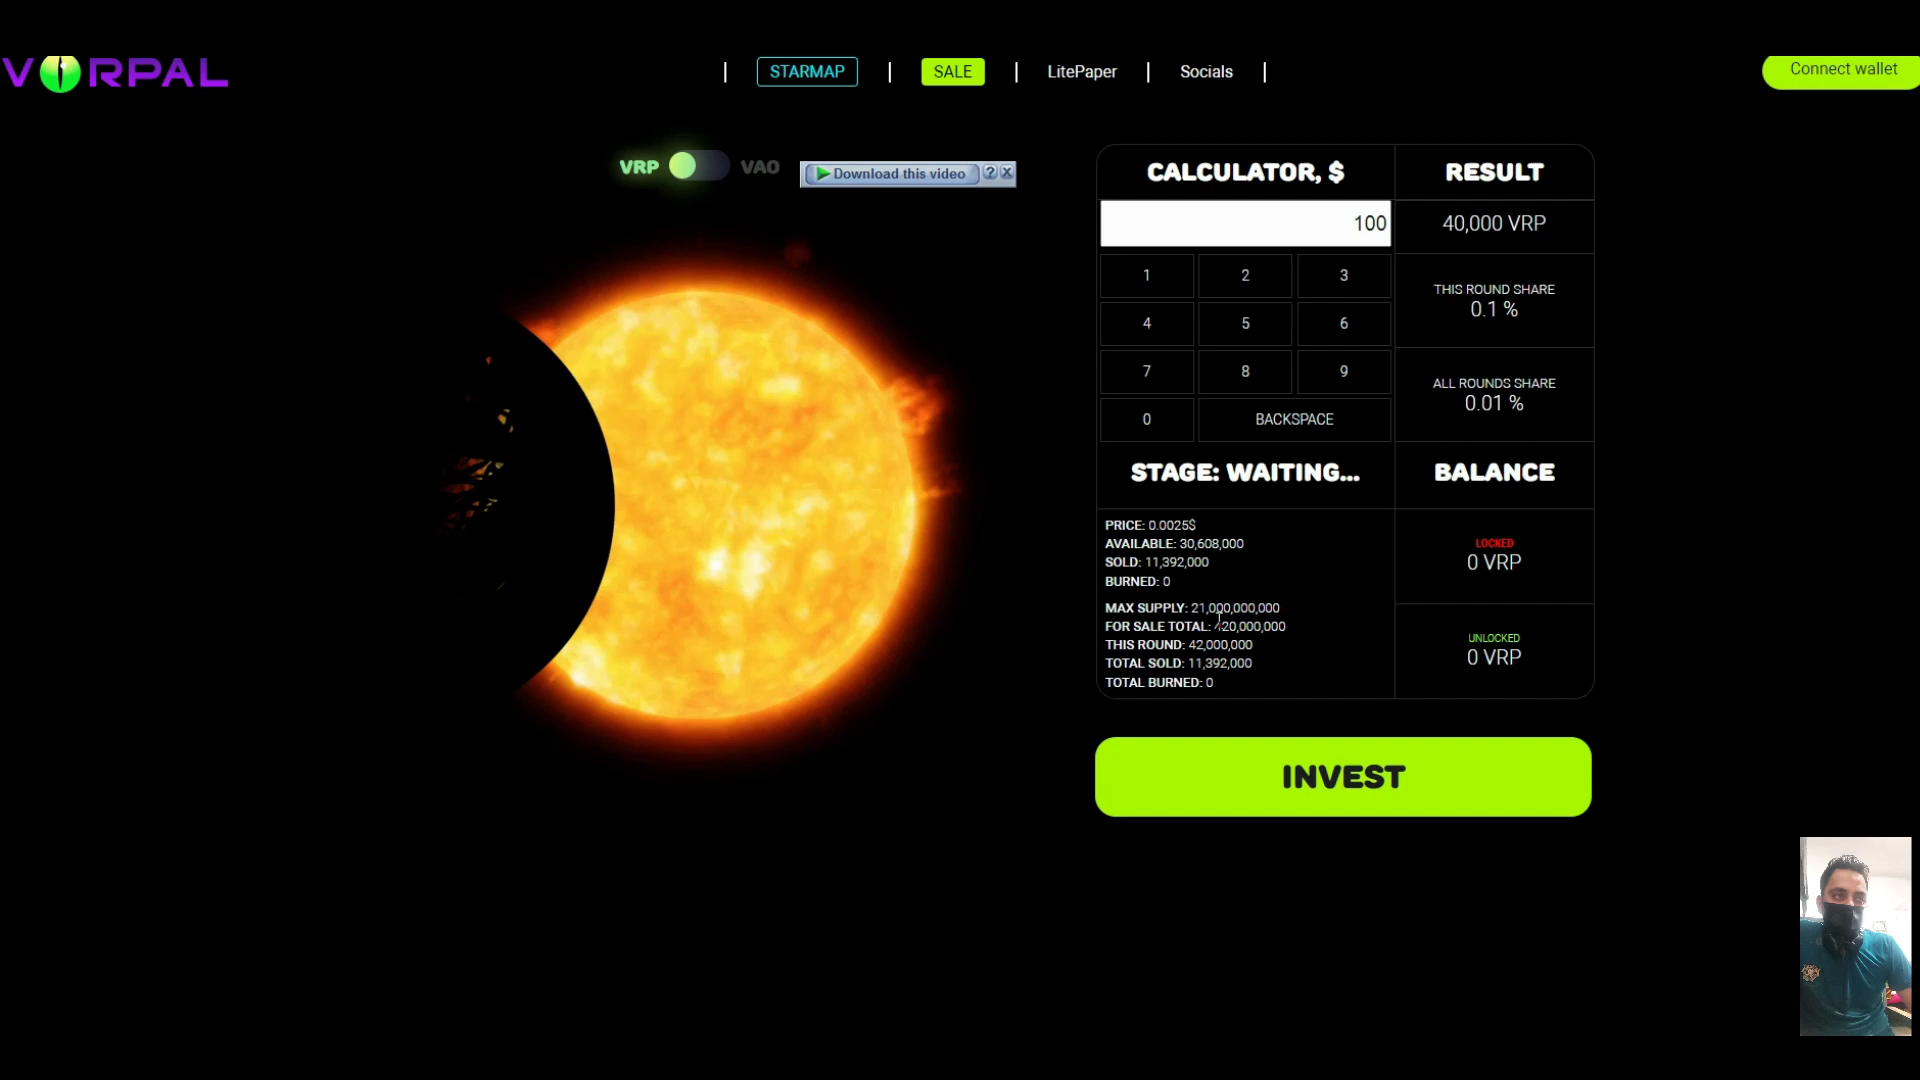 VORPAL
STARMAP
SALE
LitePaper
Socials
Connect wallet
VRP
VAO
Download this video
CALCULATOR, $
RESULT
100
40,000 VRP
1
2
3
THIS ROUND SHARE
0.1 %
4
5
6
7
8
9
ALL ROUNDS SHARE
0.01 %
0
BACKSPACE
STAGE: WAITING...
BALANCE
PRICE: 0.0025$
AVAILABLE: 30,608,000
SOLD: 11,392,000
BURNED: 0
LOCKED
0 VRP
MAX SUPPLY: 21,000,000,000
FOR SALE TOTAL: 420,000,000
THIS ROUND: 42,000,000
TOTAL SOLD: 11,392,000
TOTAL BURNED: 0
UNLOCKED
0 VRP
INVEST